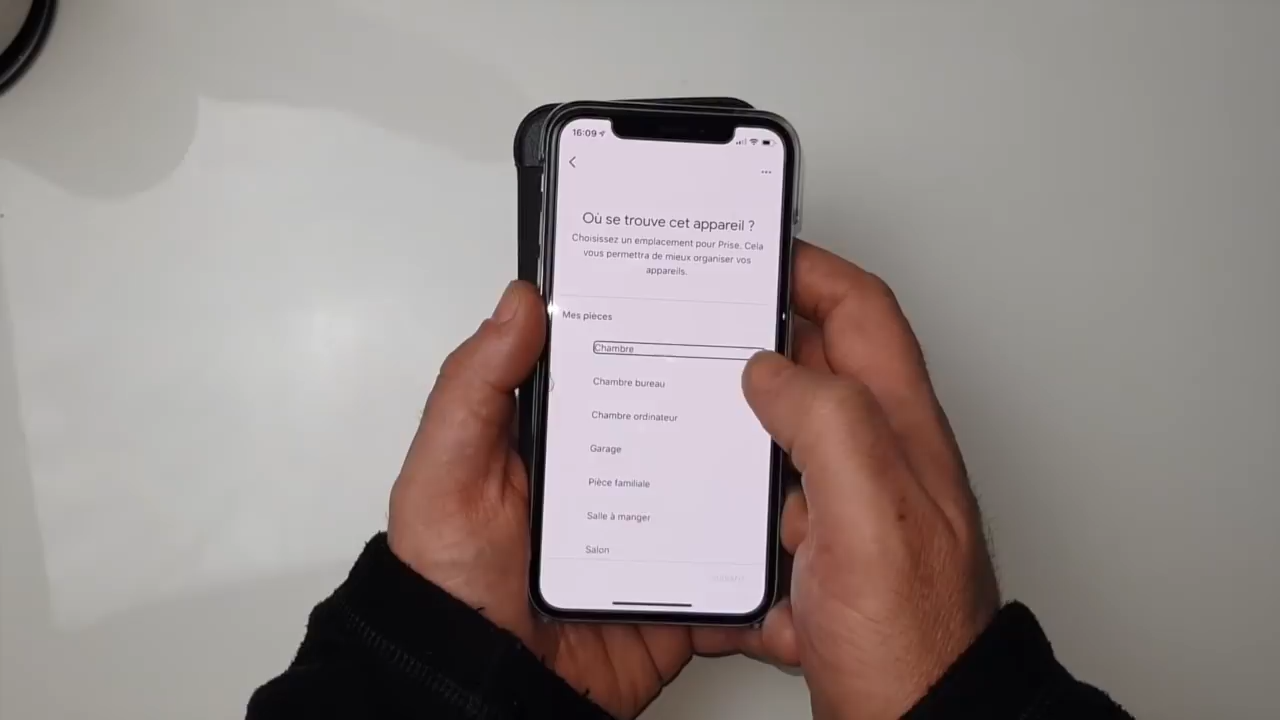 16:09
Où se trouve cet appareil ?
Choisissez un emplacement pour Prise. Cela
vous permettra de mieux organiser vos
appareils.
Mes pièces
Chambre
Chambre bureau
Chambre ordinateur
Garage
Pièce familiale
Salle à manger
Salon